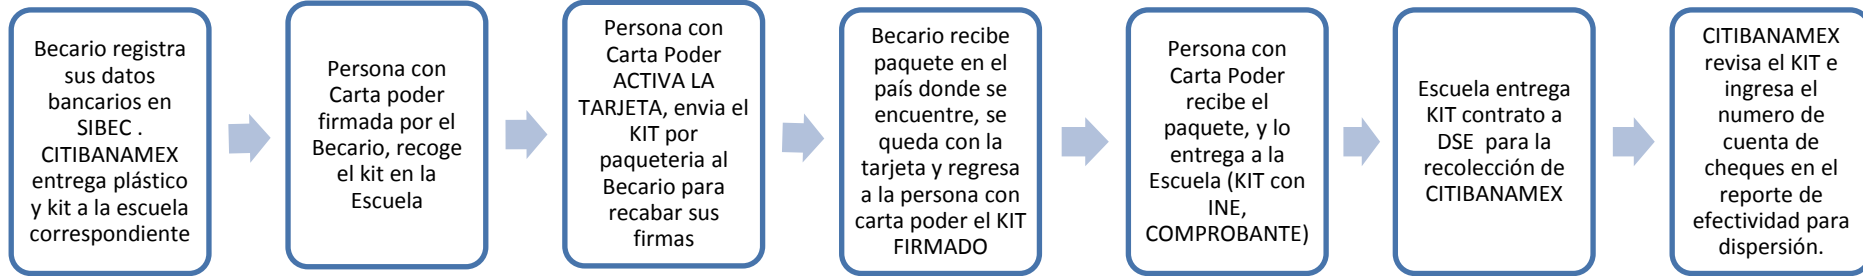 Becario registra
sus datos
bancarios en
SIBEC .
CITIBANAMEX
entrega plástico
y kit a la escuela
correspondiente
Persona con
Carta poder
firmada por el
Becario, recoge
el kit en la
Escuela
Persona con
Carta Poder
ACTIVA LA
TARJETA, envia el
KIT por
paqueteria al
Becario para
recabar sus
firmas
Becario recibe
paquete en el
país donde se
encuentre, se
queda con la
tarjeta y regresa
a la persona con
carta poder el KIT
FIRMADO
Persona con
Carta Poder
recibe el
paquete, y lo
entrega a la
Escuela (KIT con
INE,
COMPROBANTE)
Escuela entrega
KIT contrato a
DSE para la
recolección de
CITIBANAMEX
CITIBANAMEX
revisa el KIT e
ingresa el
numero de
cuenta de
cheques en el
reporte de
efectividad para
dispersión.